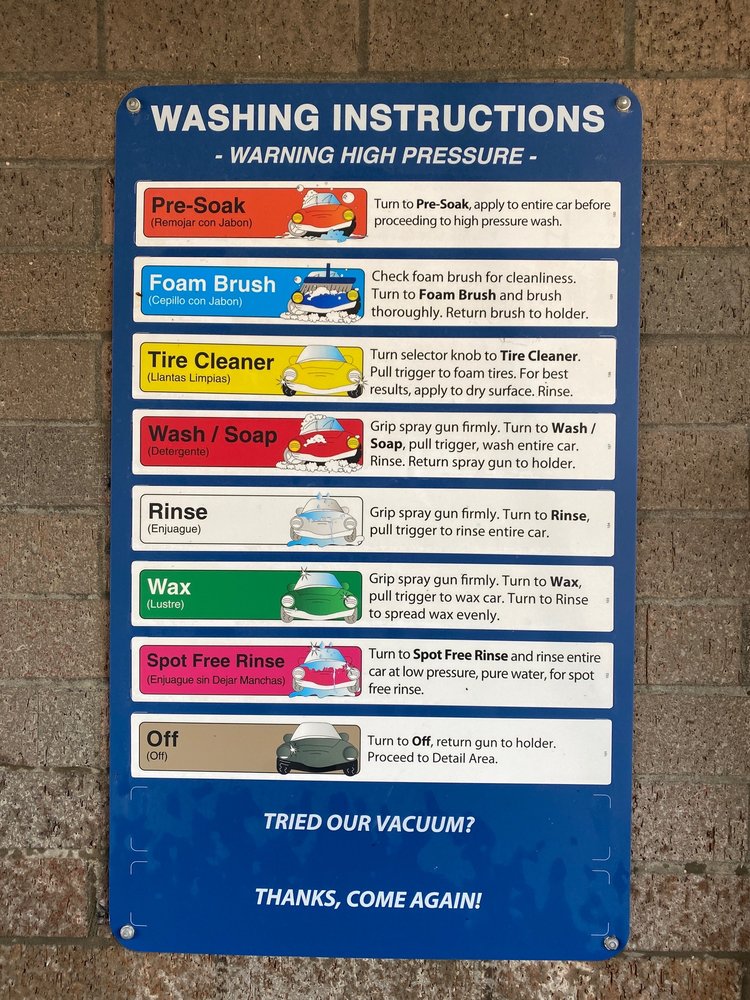 WASHING INSTRUCTIONS
- WARNING HIGH PRESSURE -
Pre-Soak
(Remojar con Jabon)
Turn to Pre-Soak, apply to entire car before
proceeding to high pressure wash.
Foam Brush
(Cepillo con Jabon)
Check foam brush for cleanliness.
Turn to Foam Brush and brush
thoroughly. Return brush to holder.
Tire Cleaner
(Llantas Limpias)
Turn selector knob to Tire Cleaner.
Pull trigger to foam tires. For best
results, apply to dry surface. Rinse.
Wash / Soap
(Detergente)
Grip spray gun firmly. Turn to Wash /
Soap, pull trigger, wash entire car.
Rinse. Return spray gun to holder.
Rinse
(Enjuague)
Grip spray gun firmly. Turn to Rinse,
pull trigger to rinse entire car.
Wax
(Lustre)
Grip spray gun firmly. Turn to Wax,
pull trigger to wax car. Turn to Rinse
to spread wax evenly.
Spot Free Rinse
(Enjuague sin Dejar Manchas)
Turn to Spot Free Rinse and rinse entire
car at low pressure, pure water, for spot
free rinse.
Off
(Off)
Turn to Off, return gun to holder.
Proceed to Detail Area.
TRIED OUR VACUUM?
THANKS, COME AGAIN!